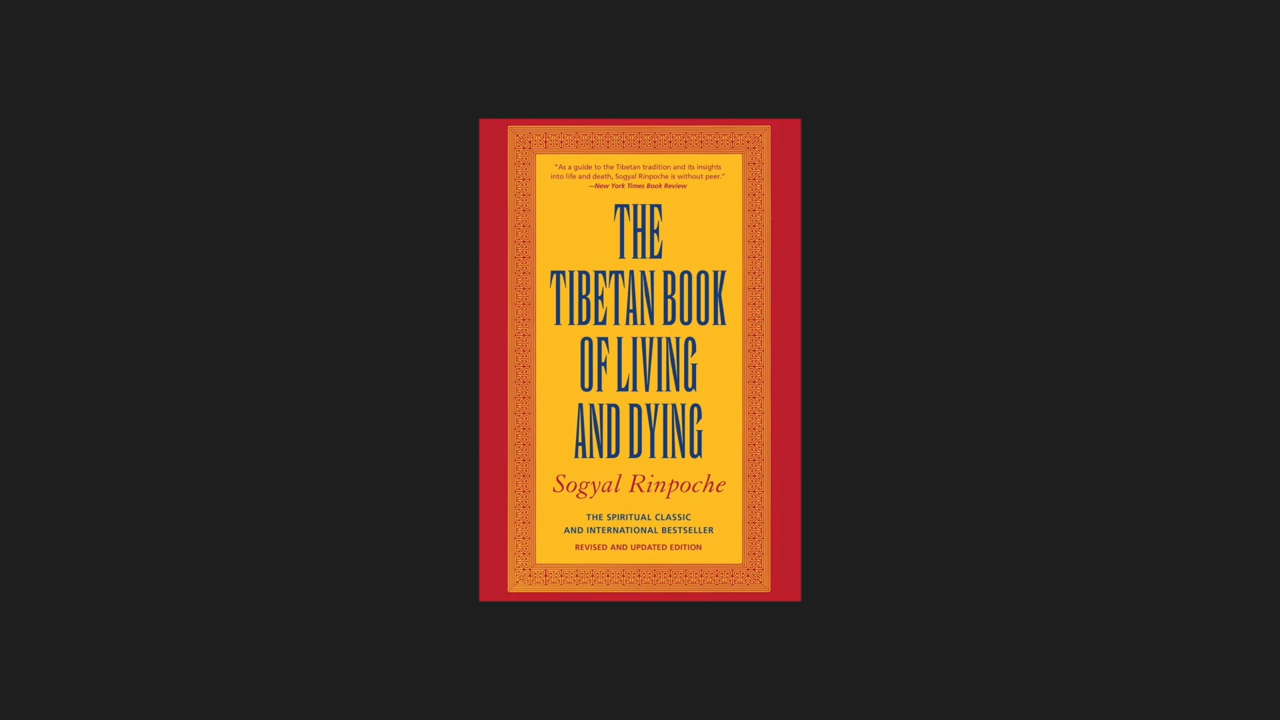 "As a guide to the Tibetan tradition and its insights
into life and death, Sogyal Rinpoche is without peer."
—New York Times Book Review
THE
TIBETAN BOOK
OF LIVING
AND DYING
Sogyal Rinpoche
THE SPIRITUAL CLASSIC
AND INTERNATIONAL BESTSELLER
REVISED AND UPDATED EDITION